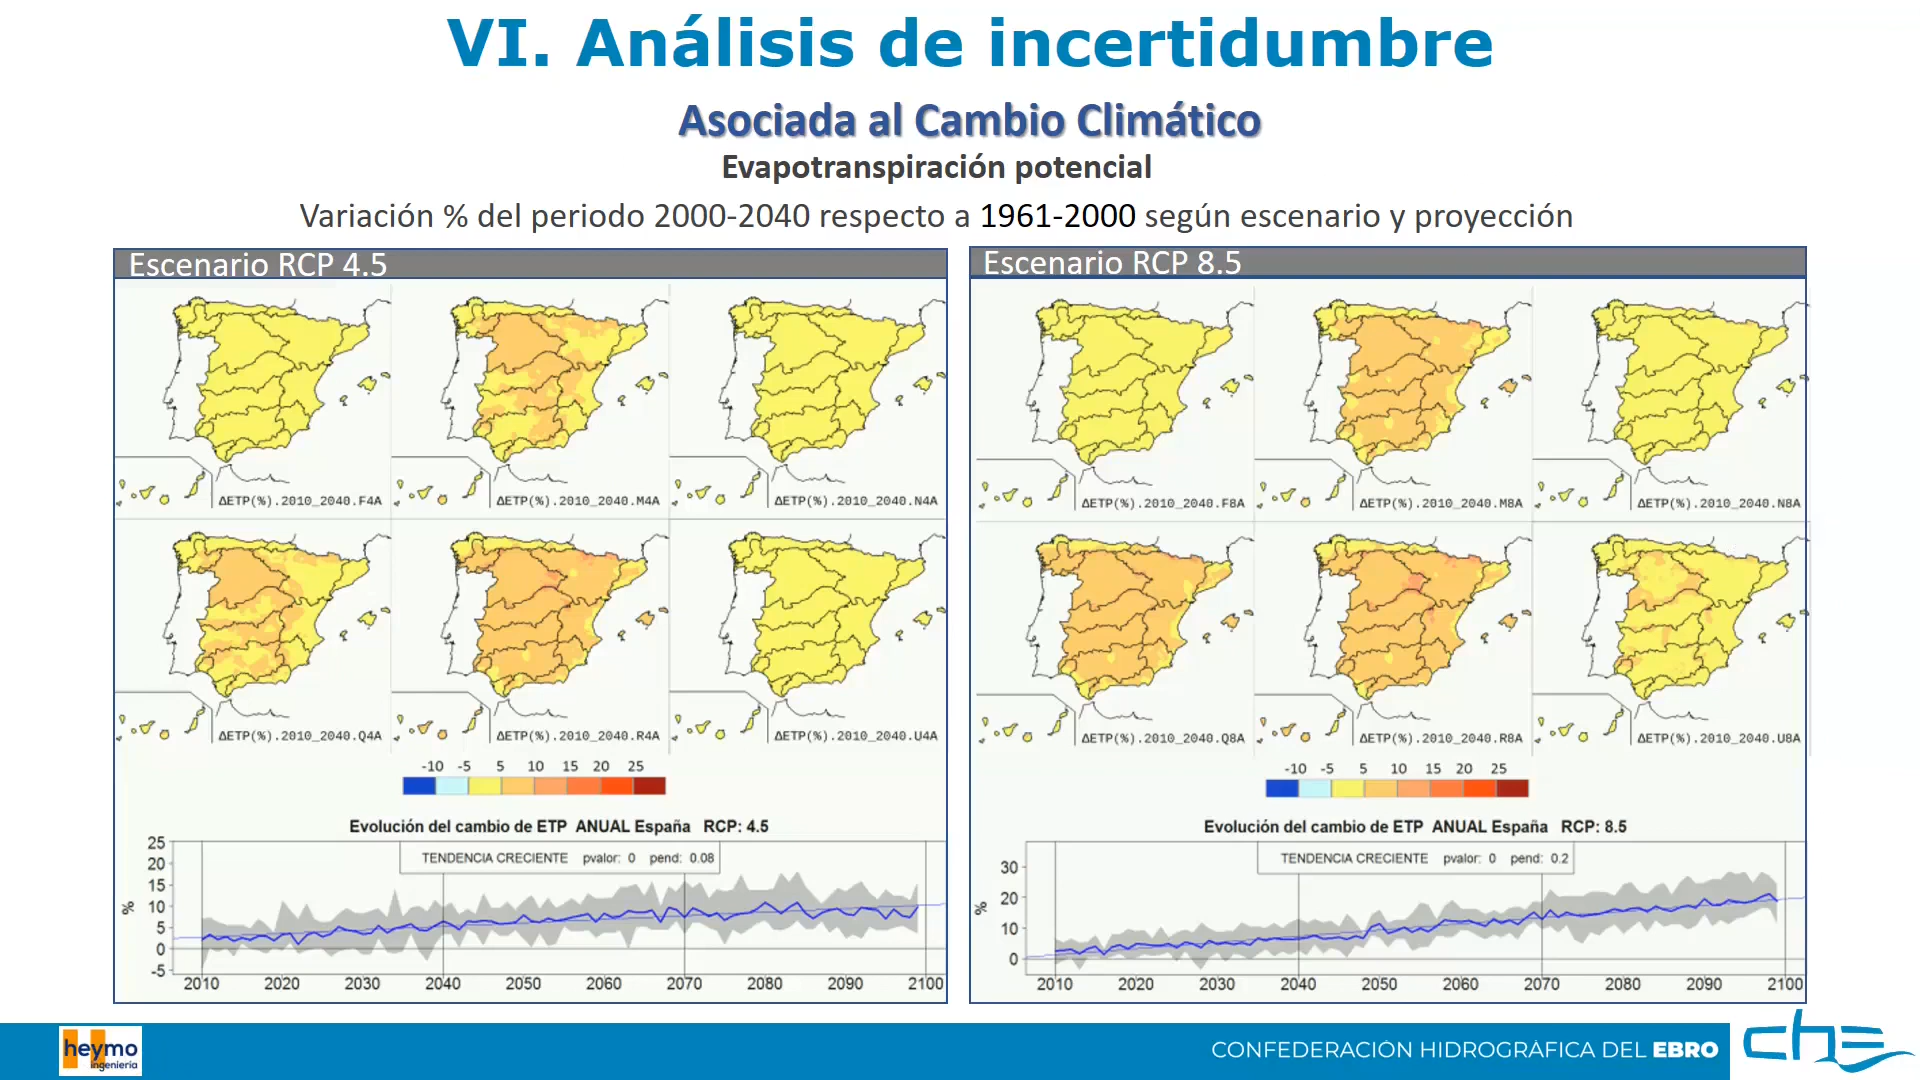 VI. Análisis de incertidumbre
Asociada al Cambio Climático
Evapotranspiración potencial
Variación % del periodo 2000-2040 respecto a 1961-2000 según escenario y proyección
Escenario RCP 4.5
ΔETP(%).2010_2040.F4A
ΔETP(%).2010_2040.M4A
ΔETP(%).2010_2040.N4A
ΔETP(%).2010_2040.Q4A
ΔETP(%).2010_2040.R4A
ΔETP(%).2010_2040.U4A
-10 -5 5 10 15 20 25
Evolución del cambio de ETP ANUAL España RCP: 4.5
TENDENCIA CRECIENTE pvalor: 0 pend: 0.08
%
25
20
15
10
5
0
-5
2010 2020 2030 2040 2050 2060 2070 2080 2090 2100
Escenario RCP 8.5
ΔETP(%).2010_2040.F8A
ΔETP(%).2010_2040.M8A
ΔETP(%).2010_2040.N8A
ΔETP(%).2010_2040.Q8A
ΔETP(%).2010_2040.R8A
ΔETP(%).2010_2040.U8A
-10 -5 5 10 15 20 25
Evolución del cambio de ETP ANUAL España RCP: 8.5
TENDENCIA CRECIENTE pvalor: 0 pend: 0.2
%
30
20
10
0
2010 2020 2030 2040 2050 2060 2070 2080 2090 2100
heymo
ingeniería
CONFEDERACIÓN HIDROGRÁFICA DEL EBRO
che